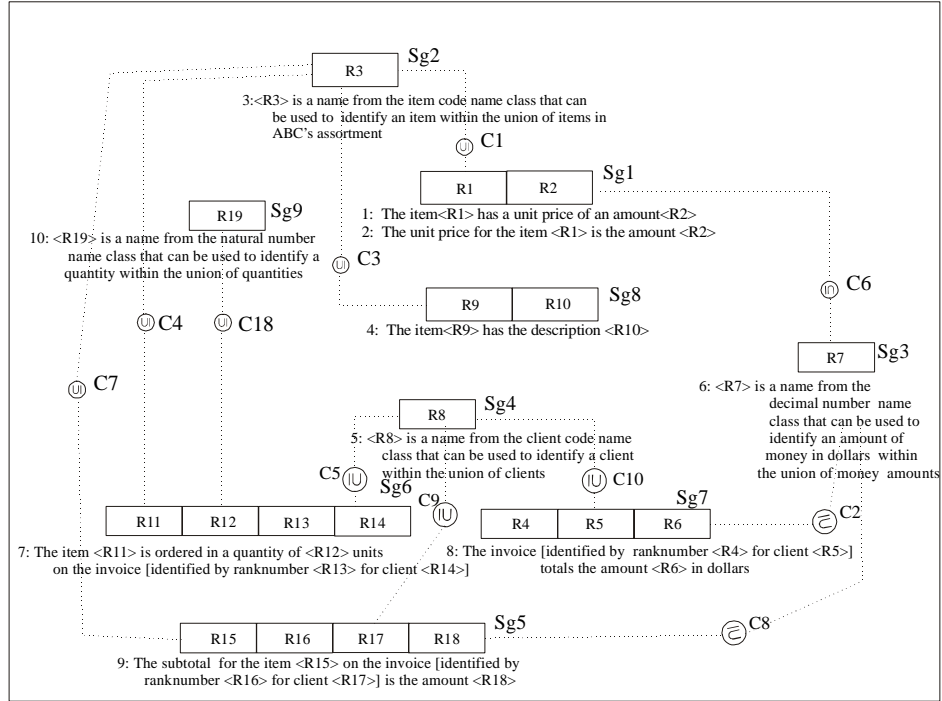 Sg2
R3
3:<R3> is a name from the item code name class that can
be used to identify an item within the union of items in
ABC's assortment
C1
Sg1
R1 R2
1: The item<R1> has a unit price of an amount<R2>
2: The unit price for the item <R1> is the amount <R2>
R19 Sg9
10: <R19> is a name from the natural number
name class that can be used to identify a
quantity within the union of quantities
C3
C6
R9 R10 Sg8
4: The item<R9> has the description <R10>
C4 C18
R7 Sg3
6: <R7> is a name from the
decimal number name
class that can be used to
identify an amount of
money in dollars within
the union of money amounts
C7
R8 Sg4
5: <R8> is a name from the client code name
class that can be used to identify a client
within the union of clients
C5 Sg6 C9 C10 Sg7
R11 R12 R13 R14
7: The item <R11> is ordered in a quantity of <R12> units
on the invoice [identified by ranknumber <R13> for client <R14>]
R4 R5 R6
C2
8: The invoice [identified by ranknumber <R4> for client <R5>]
totals the amount <R6> in dollars
R15 R16 R17 R18 Sg5
C8
9: The subtotal for the item <R15> on the invoice [identified by
ranknumber <R16> for client <R17>] is the amount <R18>